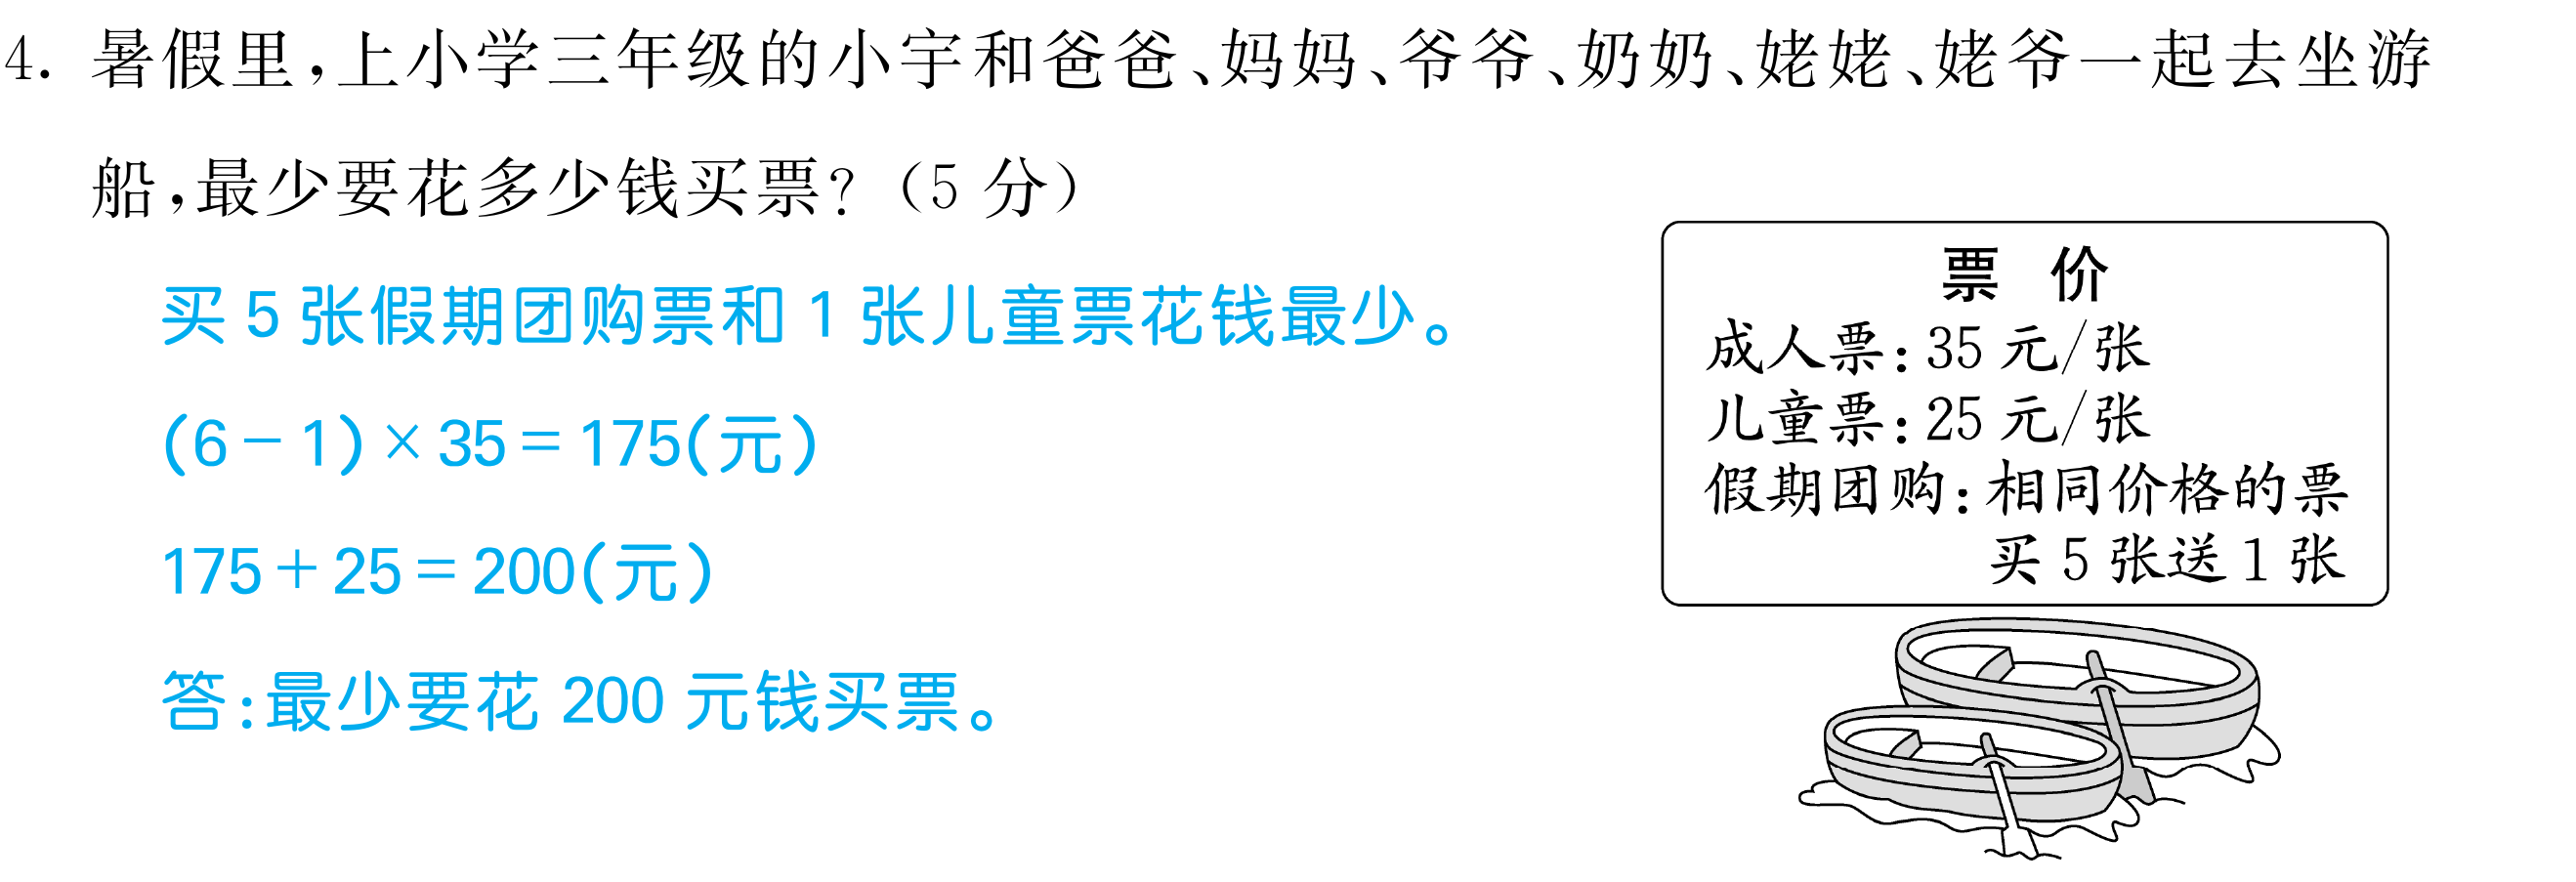 4. 暑假里,上小学三年级的小宇和爸爸、妈妈、爷爷、奶奶、姥姥、姥爷一起去坐游
船,最少要花多少钱买票?(5 分)
买 5 张假期团购票和 1 张儿童票花钱最少。
(6-1)×35=175(元)
175+25=200(元)
答:最少要花 200 元钱买票。
票 价
成人票:35 元/张
儿童票:25 元/张
假期团购:相同价格的票
买 5 张送 1 张